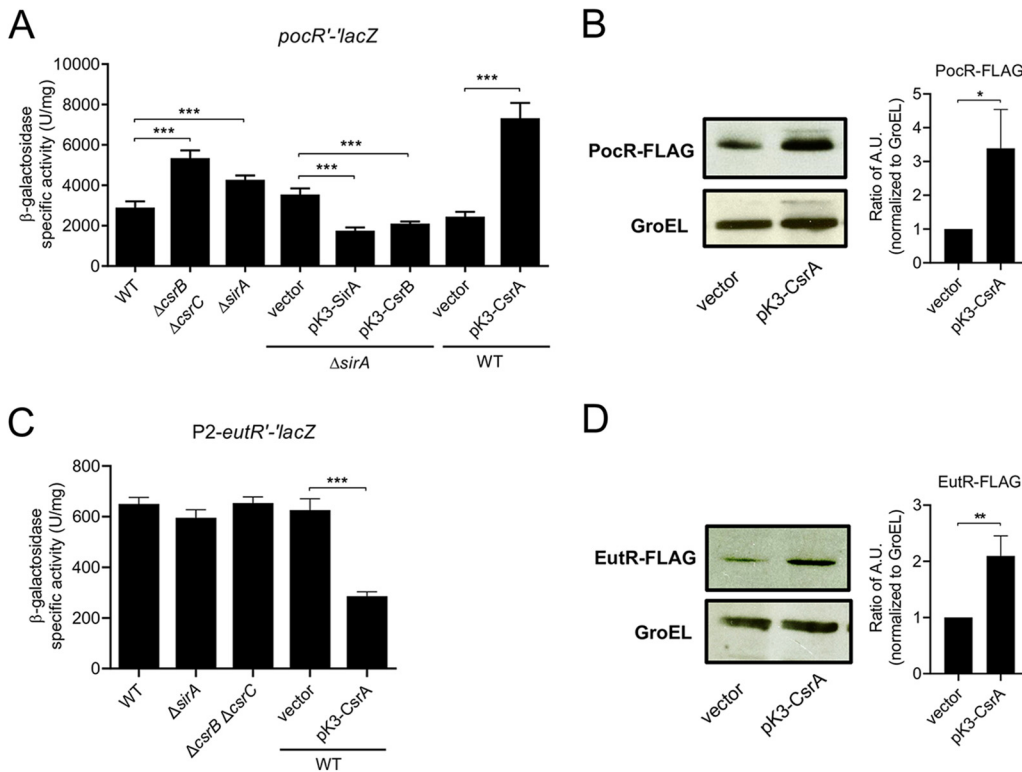 A
pocR'-'lacZ
β-galactosidase
specific activity (U/mg)
10000
8000
6000
4000
2000
0
***
***
***
***
***
WT
ΔcsrB
ΔcsrC
ΔsirA
vector
pK3-SirA
pK3-CsrB
vector
pK3-CsrA
ΔsirA
WT
B
PocR-FLAG
GroEL
vector
pK3-CsrA
PocR-FLAG
Ratio of A.U.
(normalized to GroEL)
5
4
3
2
1
0
*
vector
pK3-CsrA
C
P2-eutR'-'lacZ
β-galactosidase
specific activity (U/mg)
800
600
400
200
0
***
WT
ΔsirA
ΔcsrB ΔcsrC
vector
pK3-CsrA
WT
D
EutR-FLAG
GroEL
vector
pK3-CsrA
EutR-FLAG
Ratio of A.U.
(normalized to GroEL)
3
2
1
0
**
vector
pK3-CsrA